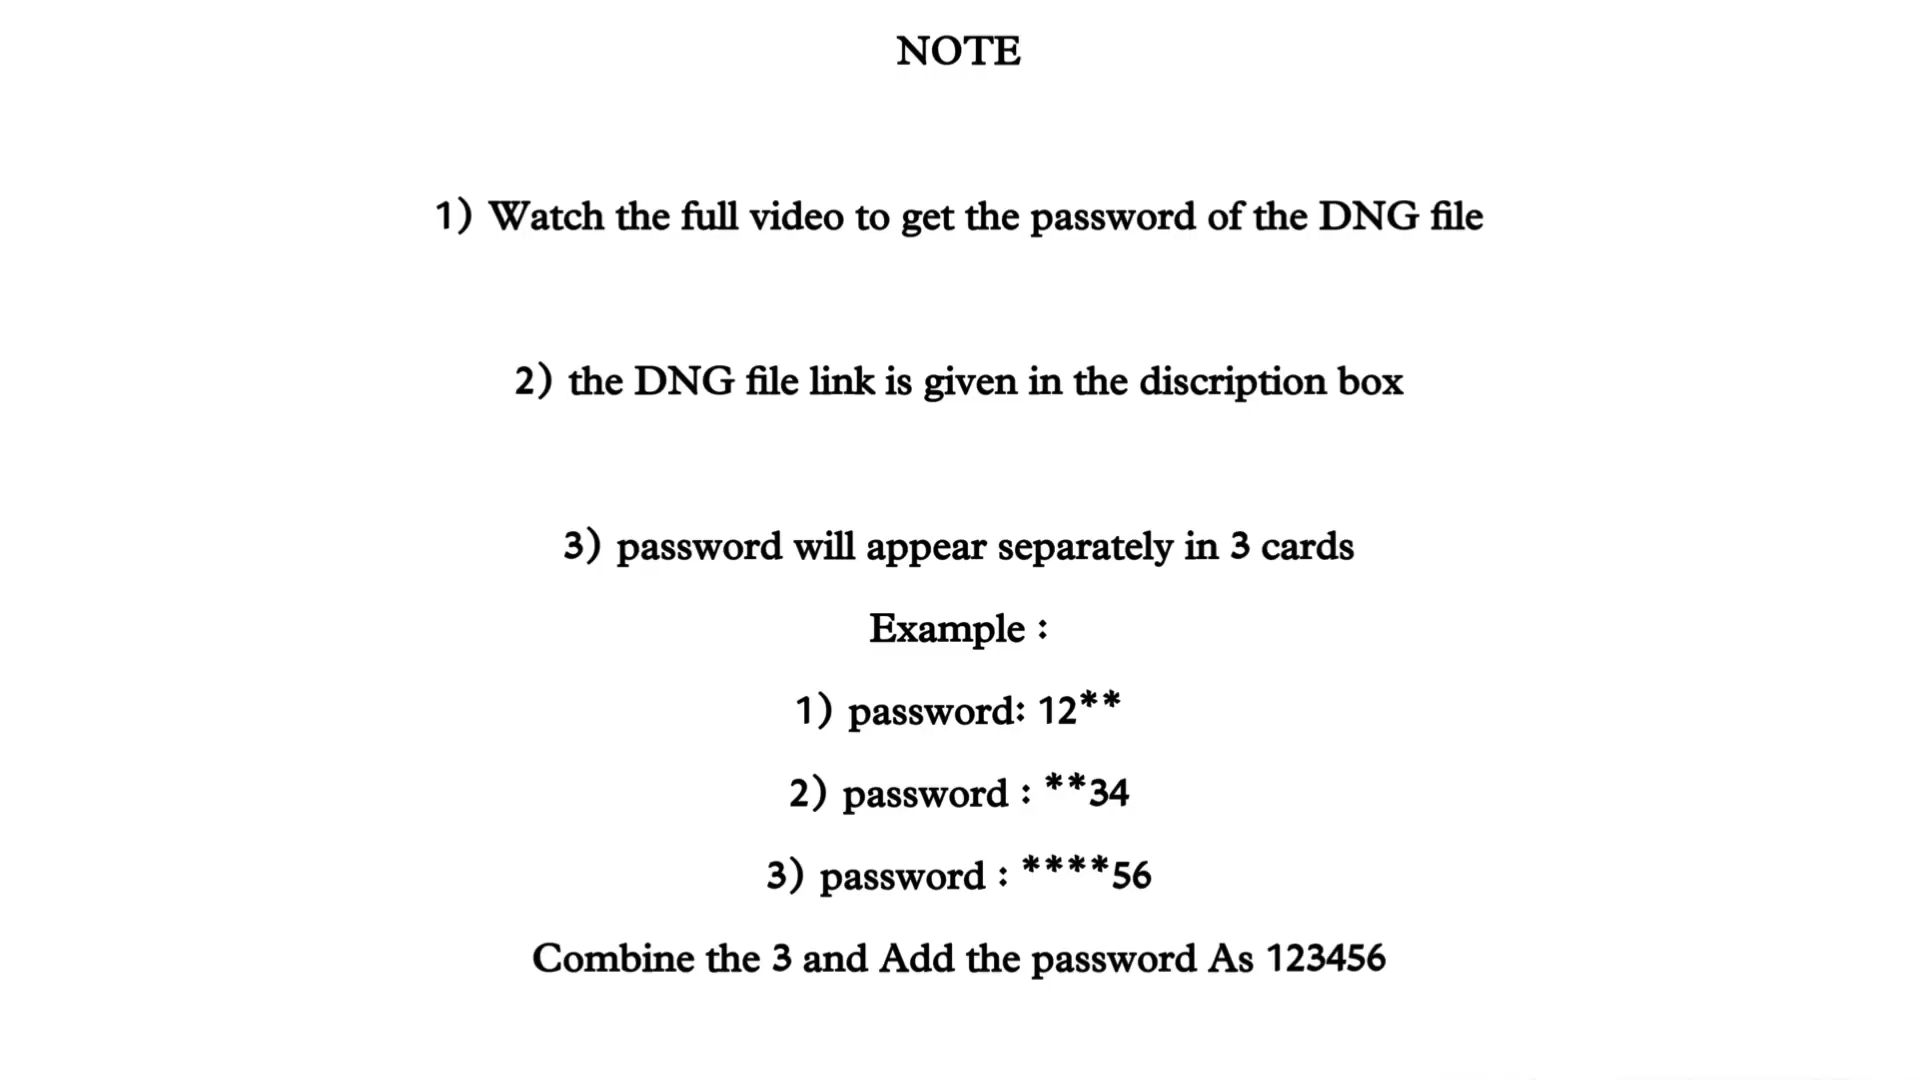 NOTE
1) Watch the full video to get the password of the DNG file
2) the DNG file link is given in the discription box
3) password will appear separately in 3 cards
Example :
1) password: 12**
2) password : **34
3) password : ****56
Combine the 3 and Add the password As 123456